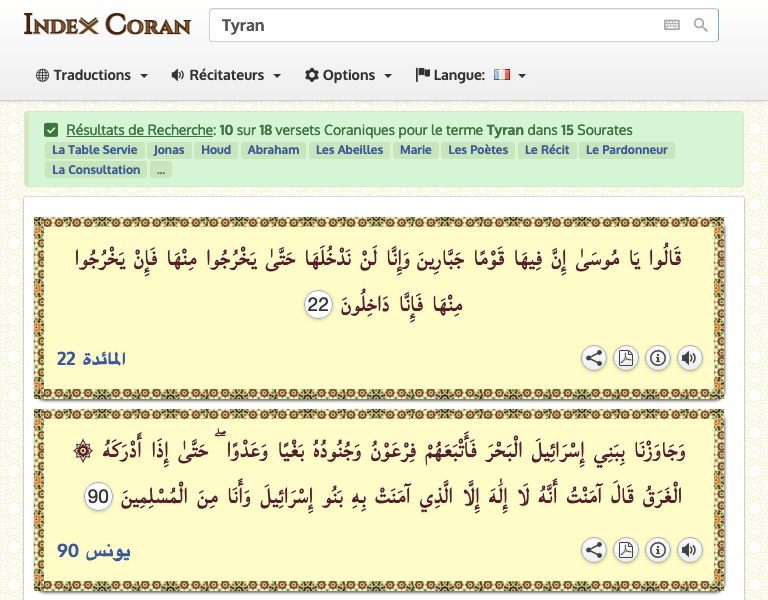 INDEX CORAN
Tyran
Traductions Récitateurs Options Langue:
Résultats de Recherche: 10 sur 18 versets Coraniques pour le terme Tyran dans 15 Sourates
La Table Servie Jonas Houd Abraham Les Abeilles Marie Les Poètes Le Récit Le Pardonneur
La Consultation ...
قَالُوا يَا مُوسَىٰ إِنَّ فِيهَا قَوْمًا جَبَّارِينَ وَإِنَّا لَنْ نَدْخُلَهَا حَتَّىٰ يَخْرُجُوا مِنْهَا فَإِنْ يَخْرُجُوا
مِنْهَا فَإِنَّا دَاخِلُونَ 22
المائدة 22
وَجَاوَزْنَا بِبَنِي إِسْرَائِيلَ الْبَحْرَ فَأَتْبَعَهُمْ فِرْعَوْنُ وَجُنُودُهُ بَغْيًا وَعَدْوًا ۖ حَتَّىٰ إِذَا أَدْرَكَهُ ۞
الْغَرَقُ قَالَ آمَنْتُ أَنَّهُ لَا إِلَٰهَ إِلَّا الَّذِي آمَنَتْ بِهِ بَنُو إِسْرَائِيلَ وَأَنَا مِنَ الْمُسْلِمِينَ 90
يونس 90